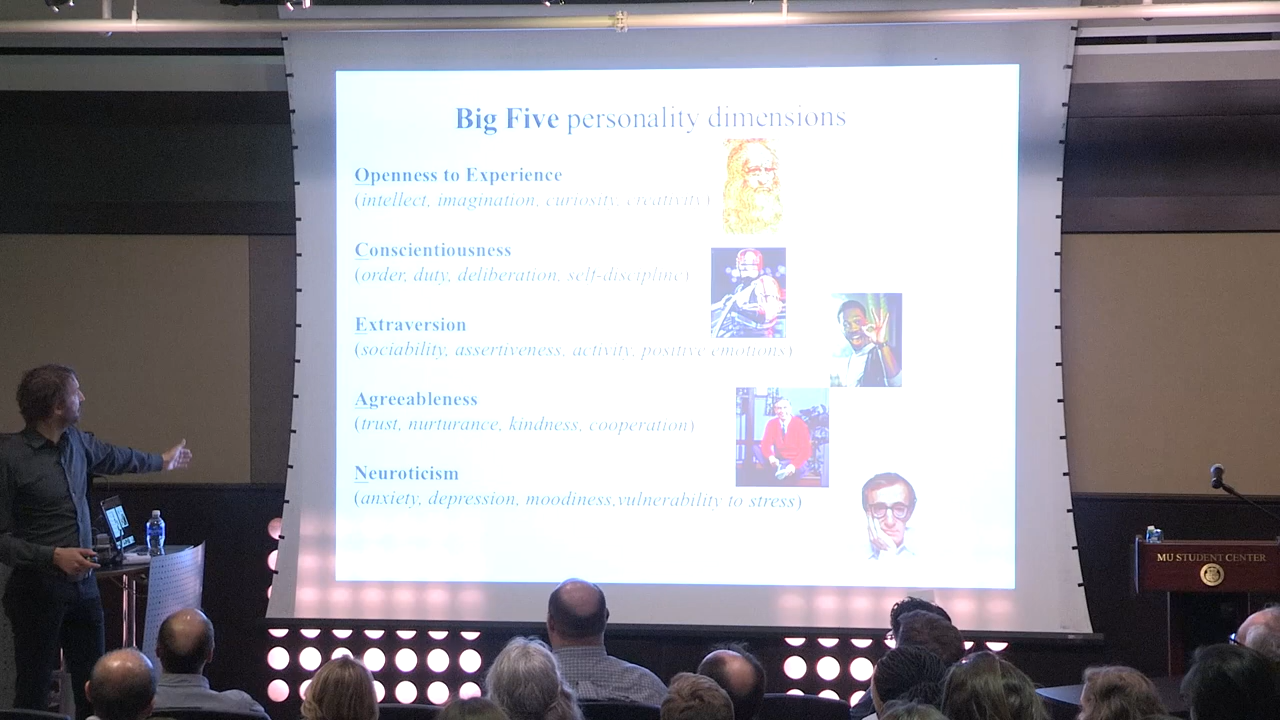 Big Five personality dimensions
Openness to Experience
(intellect, imagination, curiosity, creativity)
Conscientiousness
(order, duty, deliberation, self-discipline)
Extraversion
(sociability, assertiveness, activity, positive emotions)
Agreeableness
(trust, nurturance, kindness, cooperation)
Neuroticism
(anxiety, depression, moodiness,vulnerability to stress)
MU STUDENT CENTER